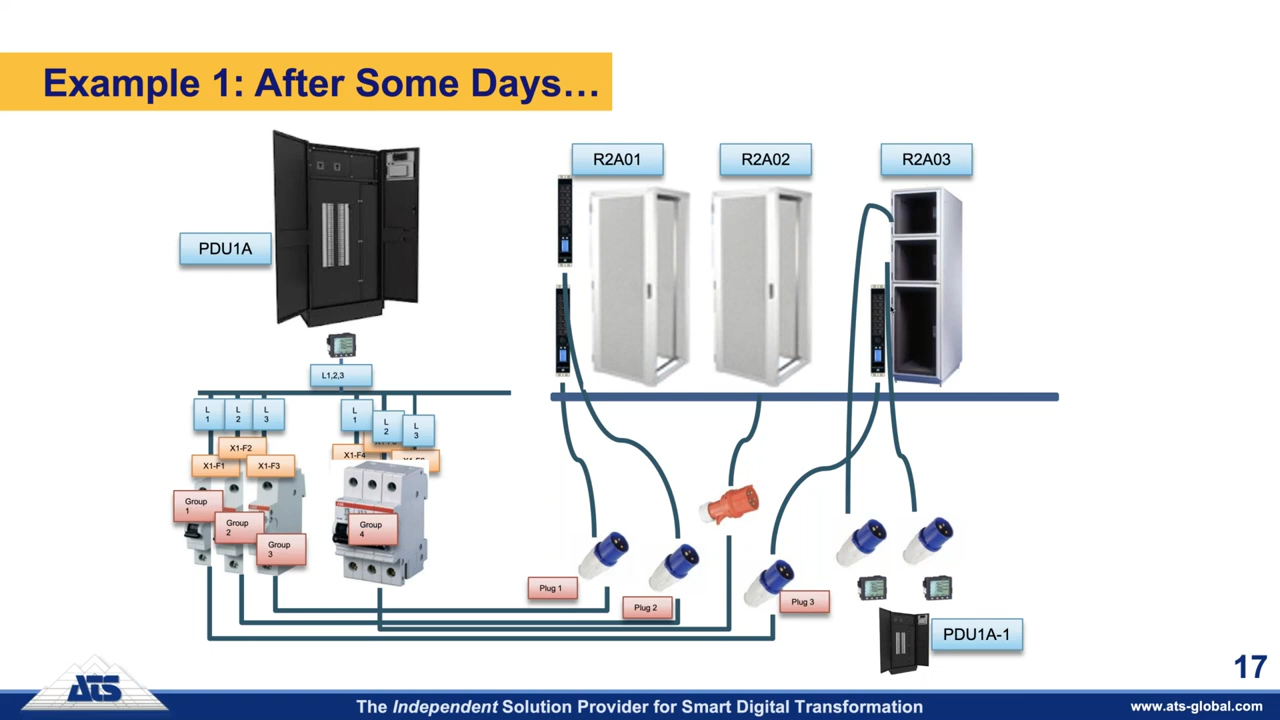 Example 1: After Some Days…
R2A01
R2A02
R2A03
PDU1A
L1,2,3
L
1
L
2
L
3
L
1
L
2
L
3
X1-F2
X1-F1
X1-F3
X1-F4
Group
1
Group
2
Group
3
Group
4
Plug 1
Plug 2
Plug 3
PDU1A-1
17
ATS
The Independent Solution Provider for Smart Digital Transformation
www.ats-global.com